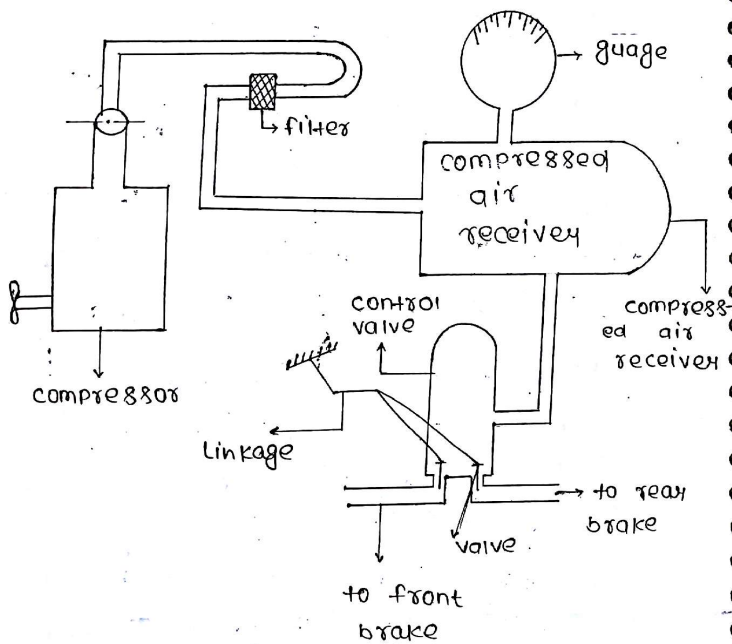 guage
filter
compressed
air
receiver
compress-
ed air
receiver
control
valve
compressor
Linkage
to rear
brake
valve
to front
brake